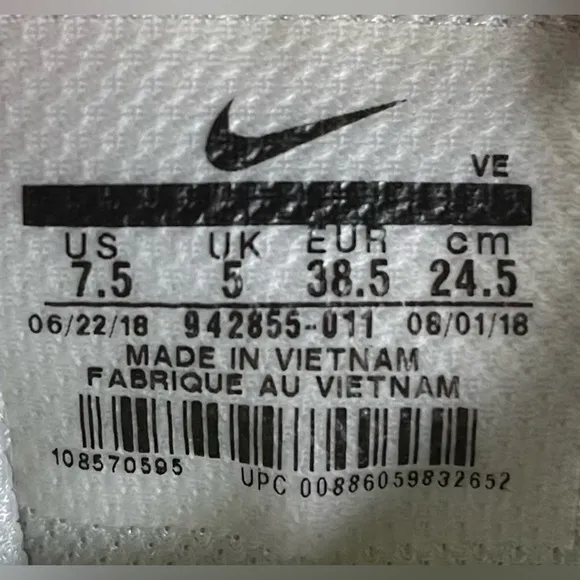 VE
US UK EUR cm
7.5 5 38.5 24.5
06/22/18 942855-011 08/01/18
MADE IN VIETNAM
FABRIQUE AU VIETNAM
108570595
UPC 00886059832652